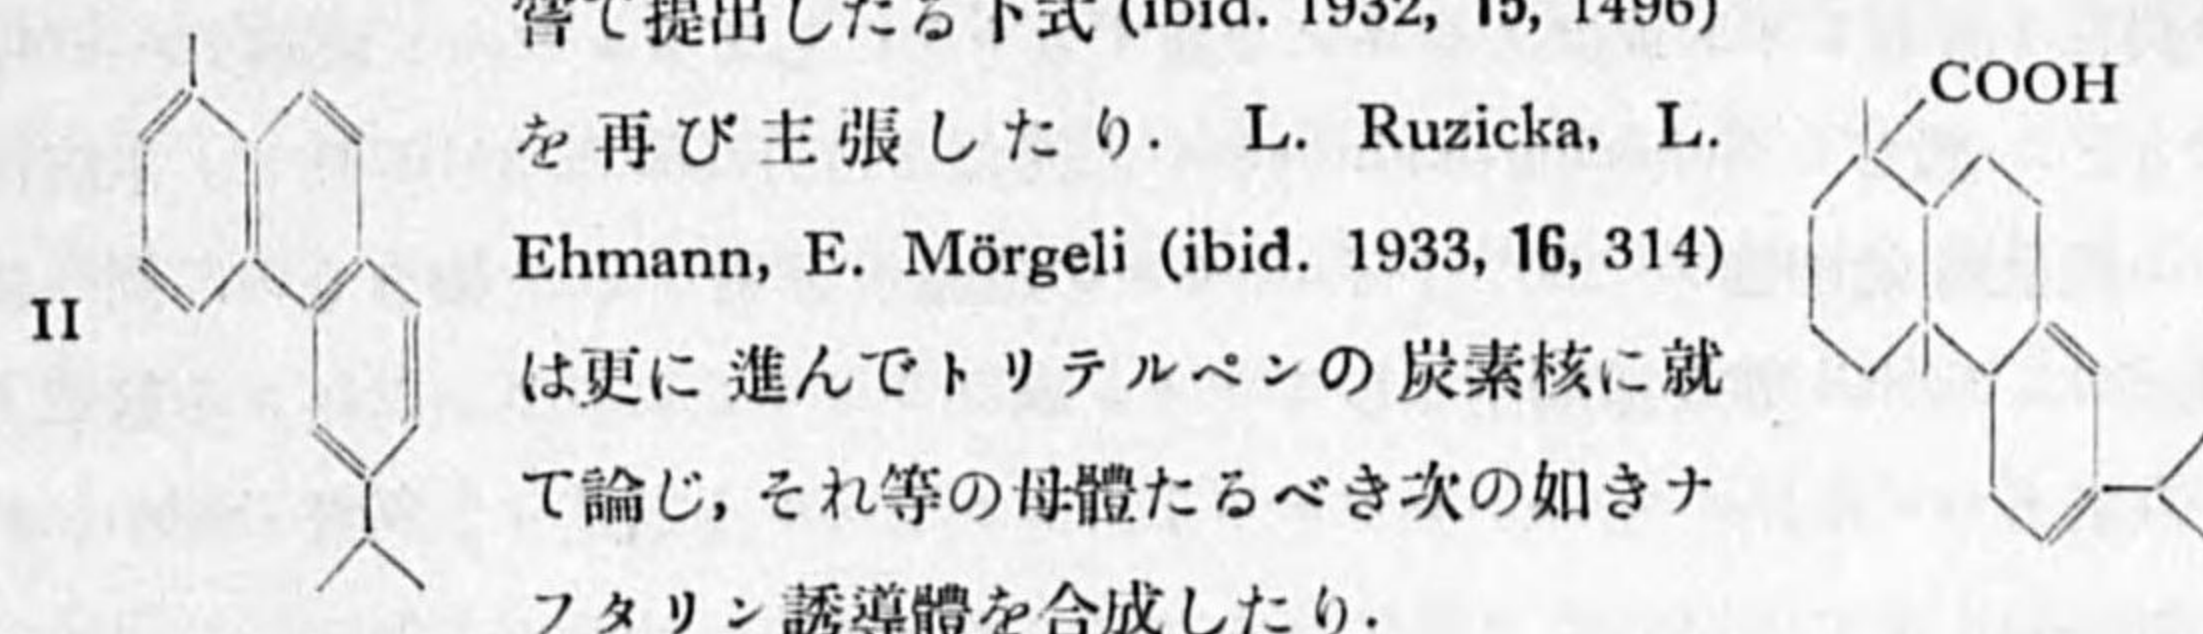 嘗て提出したる下式 (ibid. 1932, 15, 1496)
COOH
を再び主張したり. L. Ruzicka, L.
Ehmann, E. Mörgeli (ibid. 1933, 16, 314)
II
は更に進んでトリテルペンの炭素核に就
て論じ, それ等の母體たるべき次の如きナ
フタリン誘導體を合成したり.